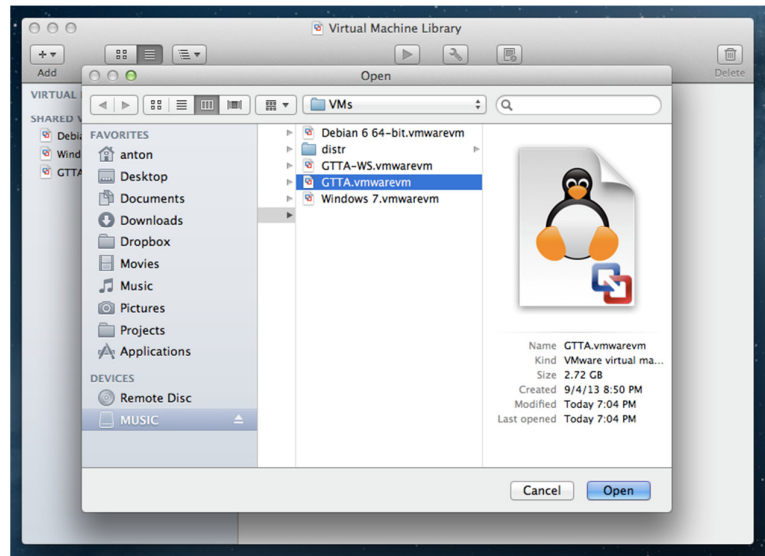 Virtual Machine Library
Add
Delete
Open
VMs
VIRTUAL
SHARED V
Debi
Wind
GTTA
FAVORITES
anton
Desktop
Documents
Downloads
Dropbox
Movies
Music
Pictures
Projects
Applications
DEVICES
Remote Disc
MUSIC
Debian 6 64-bit.vmwarevm
distr
GTTA-WS.vmwarevm
GTTA.vmwarevm
Windows 7.vmwarevm
Name GTTA.vmwarevm
Kind VMware virtual ma...
Size 2.72 GB
Created 9/4/13 8:50 PM
Modified Today 7:04 PM
Last opened Today 7:04 PM
Cancel
Open